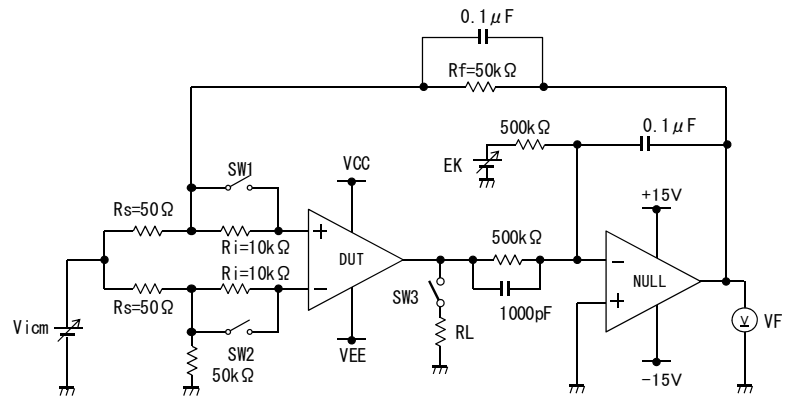 0.1μF
Rf=50kΩ
500kΩ
0.1μF
EK
SW1
VCC
+15V
Rs=50Ω
Ri=10kΩ
500kΩ
Ri=10kΩ
+
DUT
−
−
NULL
+
Rs=50Ω
SW3
1000pF
Vicm
SW2
RL
V
VF
50kΩ
VEE
−15V